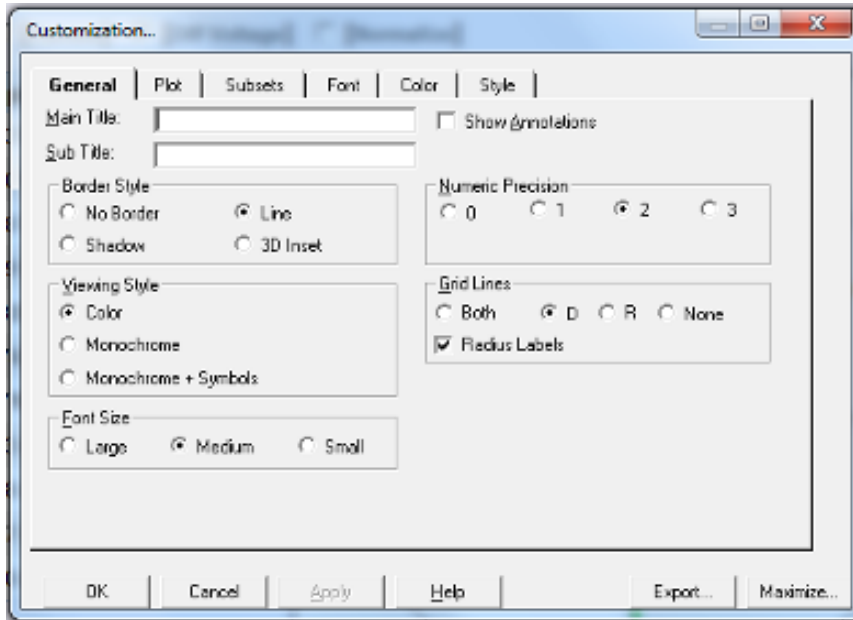 Customization...
General Plot Subsets Font Color Style
Main Title:
Show Annotations
Sub Title:
Border Style
No Border Line
Shadow 3D Inset
Numeric Precision
0 1 2 3
Viewing Style
Color
Monochrome
Monochrome + Symbols
Grid Lines
Both D R None
Radius Labels
Font Size
Large Medium Small
OK Cancel Apply Help Export... Maximize...